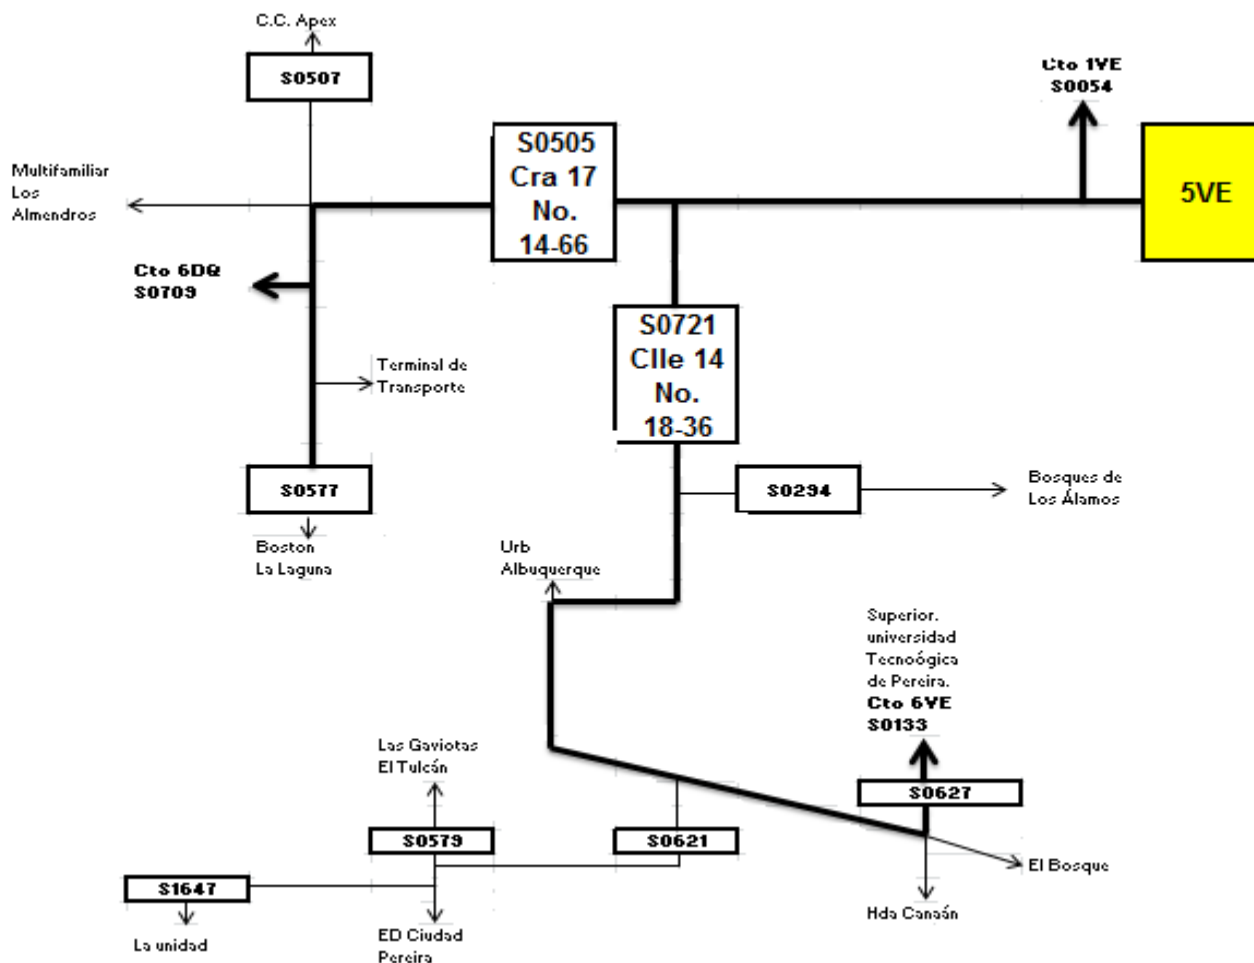 C.C. Apex
S0507
Cto 1VE
S0054
S0505
Cra 17
No.
14-66
5VE
Multifamiliar
Los
Almendros
Cto 6DQ
S0709
S0721
Clle 14
No.
18-36
Terminal de
Transporte
S0577
S0294
Bosques de
Los Álamos
Boston
La Laguna
Urb
Albuquerque
Superior.
universidad
Tecnoógica
de Pereira.
Cto 6VE
S0133
Las Gaviotas
El Tulcán
S0627
S0579
S0621
El Bosque
S1647
Hda Canaán
La unidad
ED Ciudad
Pereira